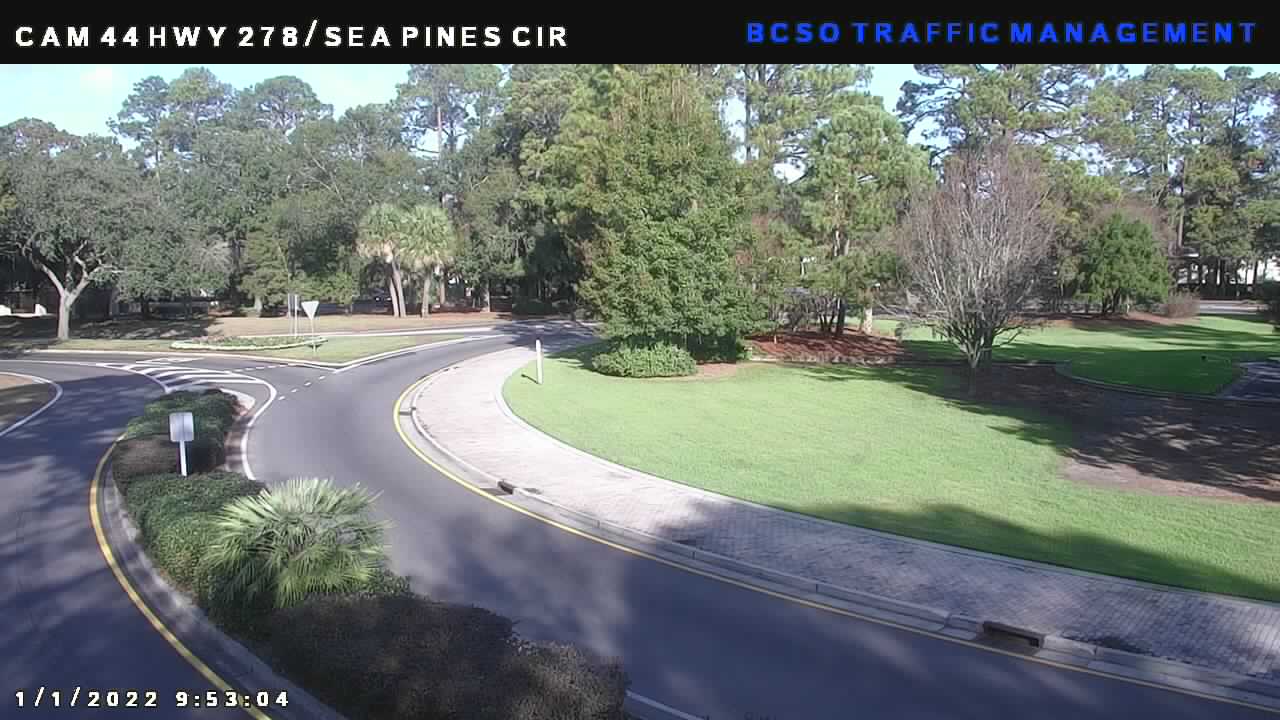 CAM 44 HWY 278/SEA PINES CIR
BCSO TRAFFIC MANAGEMENT
1/1/2022 9:53:04